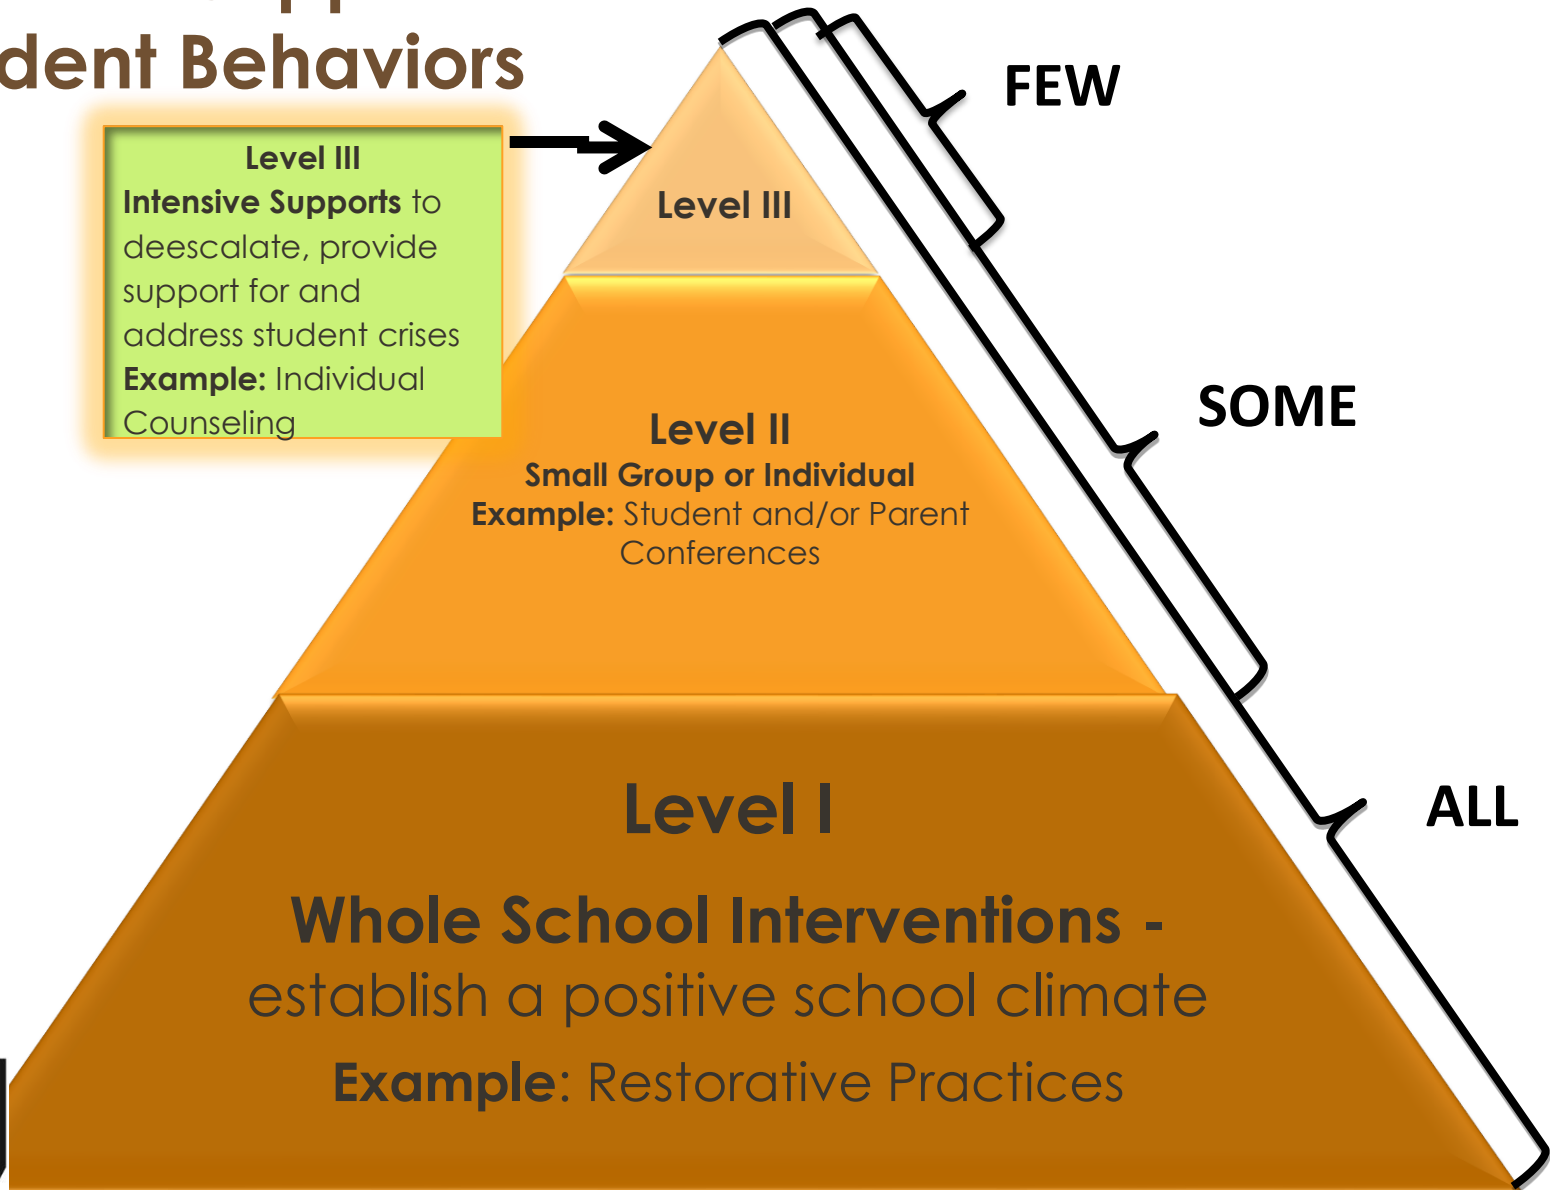 dent Behaviors
FEW
Level III
Intensive Supports to
deescalate, provide
support for and
address student crises
Example: Individual
Counseling
Level III
SOME
Level II
Small Group or Individual
Example: Student and/or Parent
Conferences
ALL
Level I
Whole School Interventions -
establish a positive school climate
Example: Restorative Practices